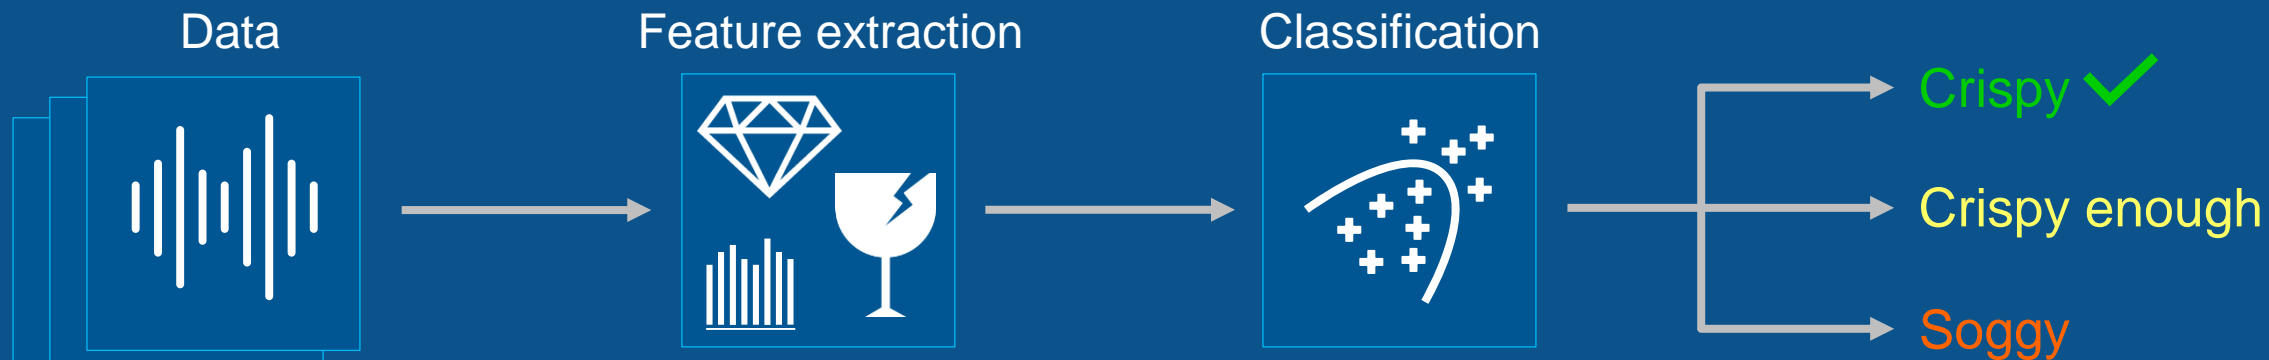 Data
Feature extraction
Classification
Crispy
Crispy enough
Soggy